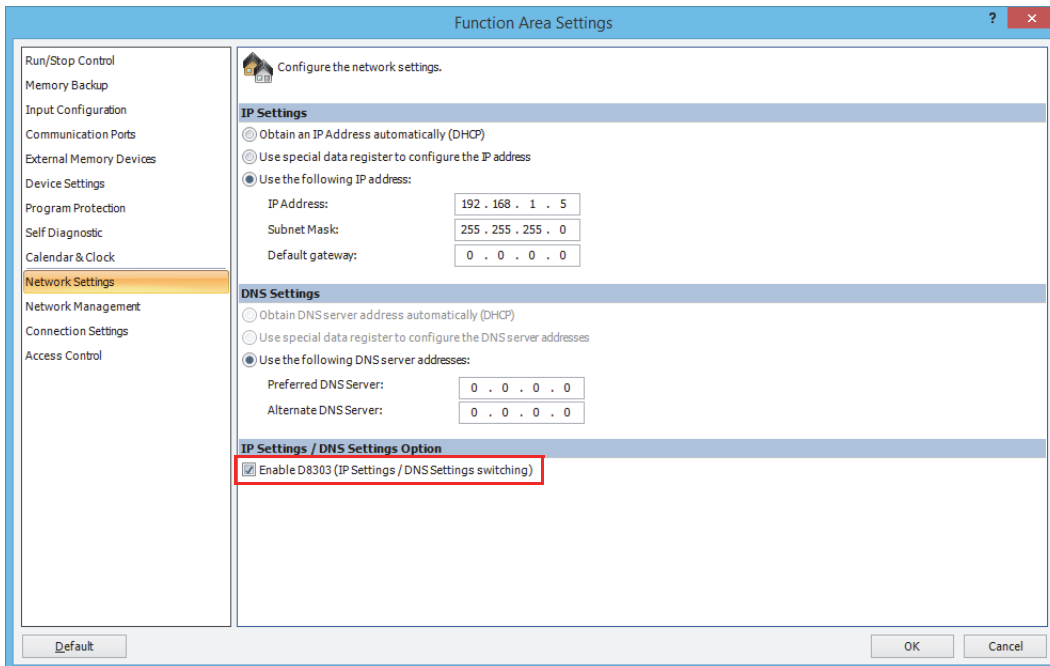 Function Area Settings
? ×
Run/Stop Control
Memory Backup
Input Configuration
Communication Ports
External Memory Devices
Device Settings
Program Protection
Self Diagnostic
Calendar & Clock
Network Settings
Network Management
Connection Settings
Access Control
Configure the network settings.
IP Settings
Obtain an IP Address automatically (DHCP)
Use special data register to configure the IP address
Use the following IP address:
IP Address: 192 . 168 . 1 . 5
Subnet Mask: 255 . 255 . 255 . 0
Default gateway: 0 . 0 . 0 . 0
DNS Settings
Obtain DNS server address automatically (DHCP)
Use special data register to configure the DNS server addresses
Use the following DNS server addresses:
Preferred DNS Server: 0 . 0 . 0 . 0
Alternate DNS Server: 0 . 0 . 0 . 0
IP Settings / DNS Settings Option
Enable D8303 (IP Settings / DNS Settings switching)
Default
OK
Cancel